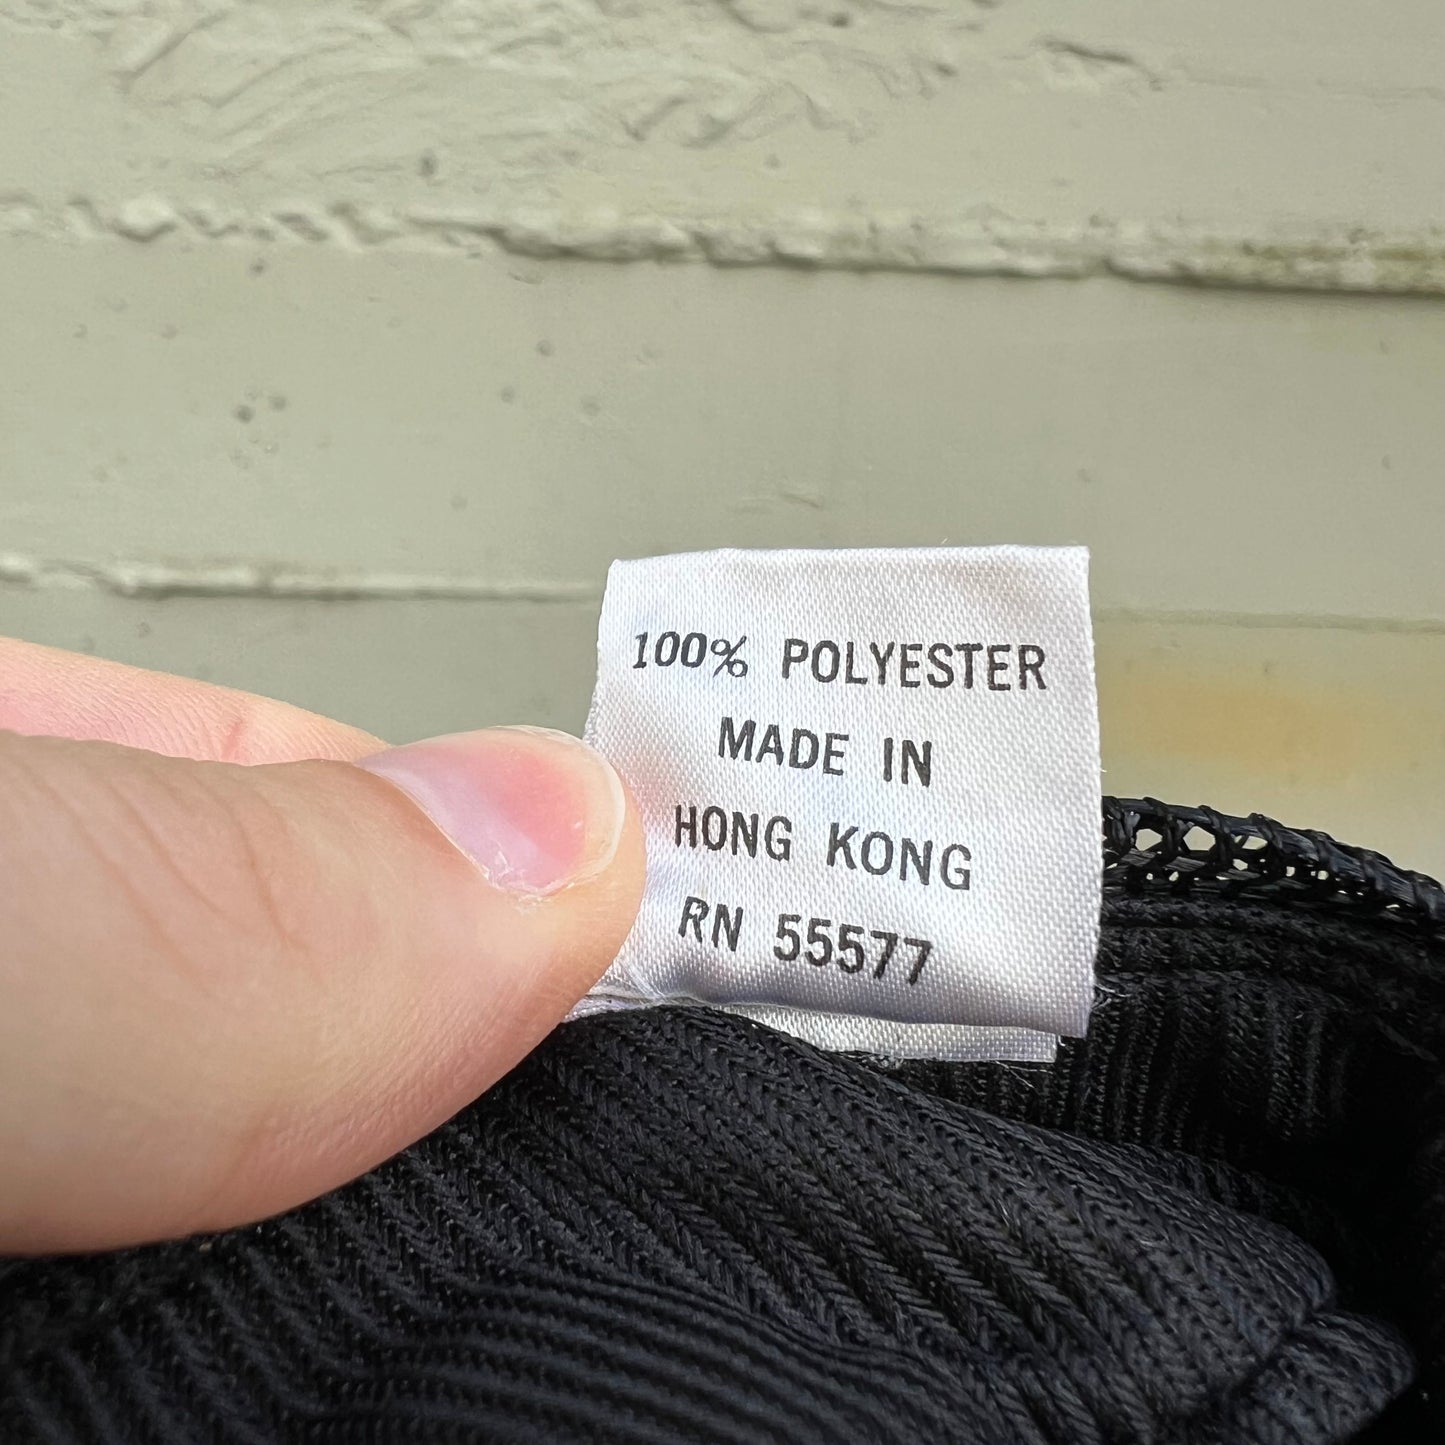 100% POLYESTER
MADE IN
HONG KONG
RN 55577